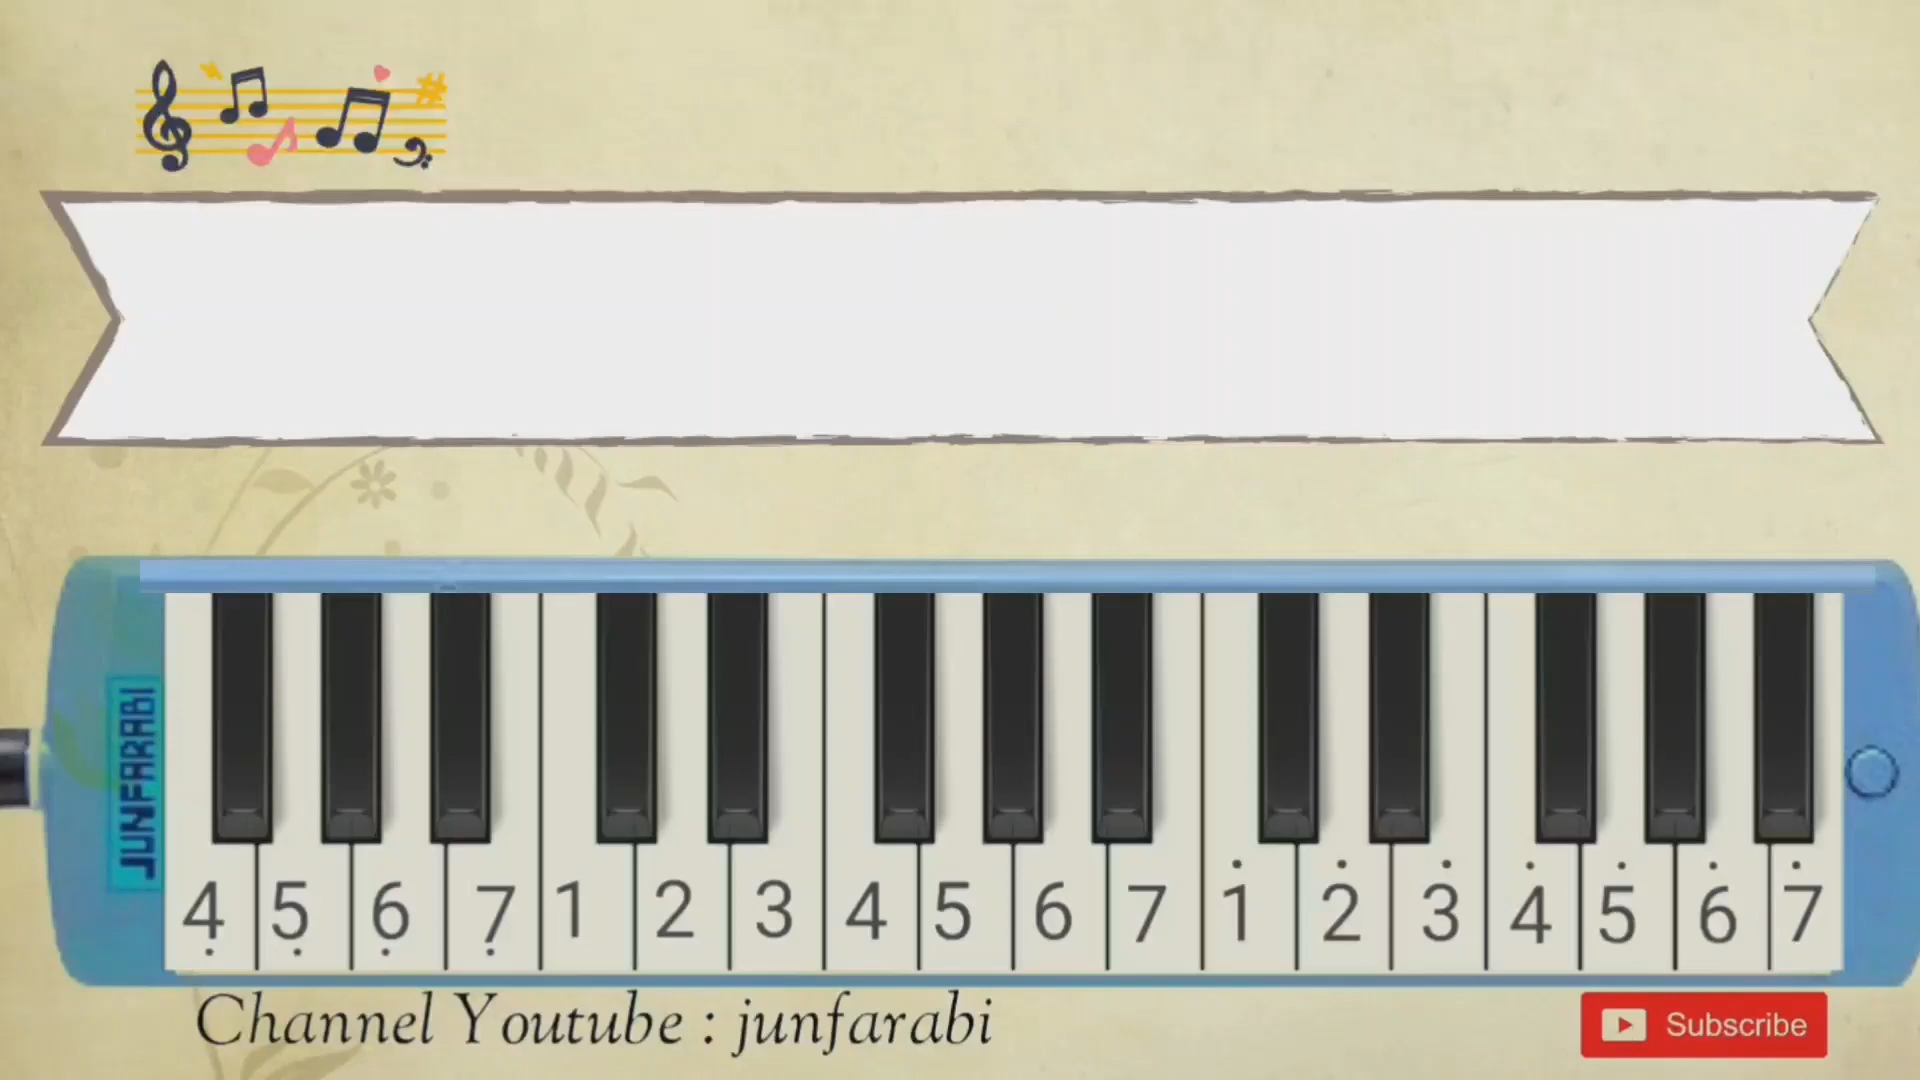 JUNFARABI
4̣ 5̣ 6̣ 7̣ 1 2 3 4 5 6 7 1̇ 2̇ 3̇ 4̇ 5̇ 6̇ 7̇
Channel Youtube : junfarabi
Subscribe